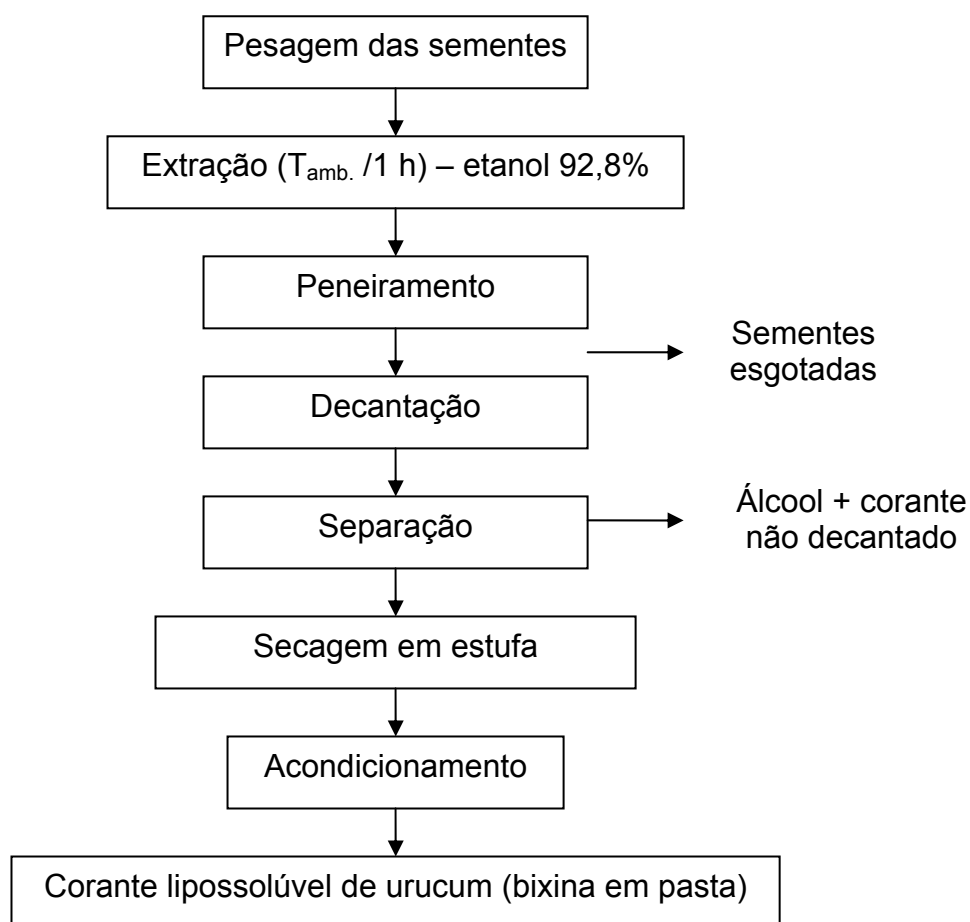 Pesagem das sementes
Extração (Tamb. /1 h) – etanol 92,8%
Peneiramento
Sementes
esgotadas
Decantação
Separação
Álcool + corante
não decantado
Secagem em estufa
Acondicionamento
Corante lipossolúvel de urucum (bixina em pasta)